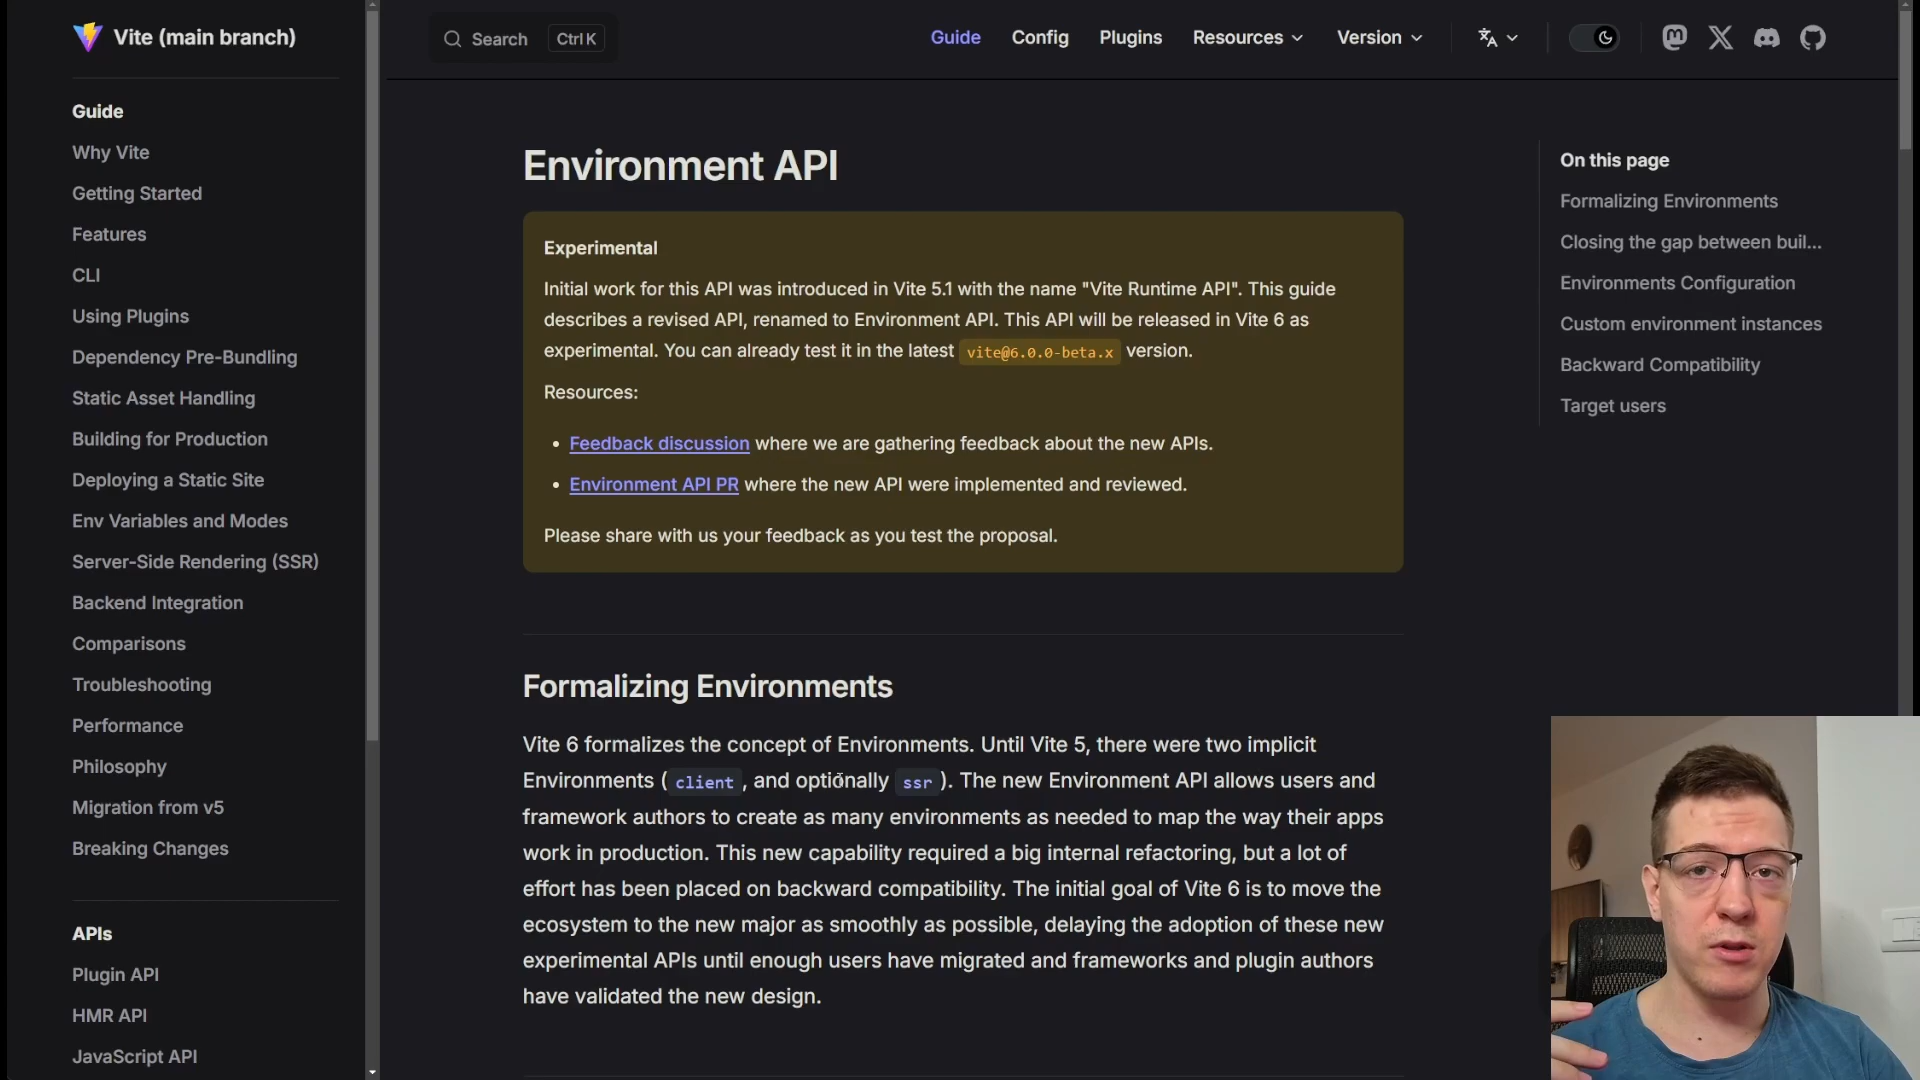 Vite (main branch)
Search
Ctrl K
Guide
Config
Plugins
Resources
Version
Guide
Why Vite
Getting Started
Features
CLI
Using Plugins
Dependency Pre-Bundling
Static Asset Handling
Building for Production
Deploying a Static Site
Env Variables and Modes
Server-Side Rendering (SSR)
Backend Integration
Comparisons
Troubleshooting
Performance
Philosophy
Migration from v5
Breaking Changes
APIs
Plugin API
HMR API
JavaScript API
Environment API
Experimental
Initial work for this API was introduced in Vite 5.1 with the name "Vite Runtime API". This guide
describes a revised API, renamed to Environment API. This API will be released in Vite 6 as
experimental. You can already test it in the latest vite@6.0.0-beta.x version.
Resources:
• Feedback discussion where we are gathering feedback about the new APIs.
• Environment API PR where the new API were implemented and reviewed.
Please share with us your feedback as you test the proposal.
Formalizing Environments
Vite 6 formalizes the concept of Environments. Until Vite 5, there were two implicit
Environments ( client , and optionally ssr ). The new Environment API allows users and
framework authors to create as many environments as needed to map the way their apps
work in production. This new capability required a big internal refactoring, but a lot of
effort has been placed on backward compatibility. The initial goal of Vite 6 is to move the
ecosystem to the new major as smoothly as possible, delaying the adoption of these new
experimental APIs until enough users have migrated and frameworks and plugin authors
have validated the new design.
On this page
Formalizing Environments
Closing the gap between buil...
Environments Configuration
Custom environment instances
Backward Compatibility
Target users